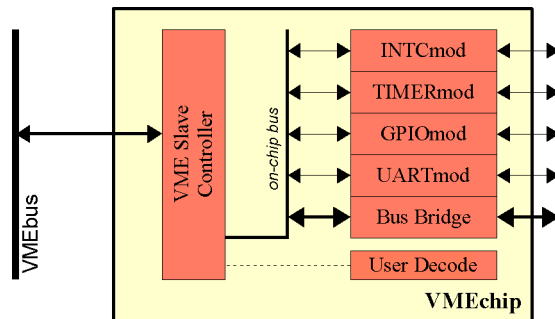 VMEbus
VME Slave
Controller
on-chip bus
INTCmod
TIMERmod
GPIOmod
UARTmod
Bus Bridge
User Decode
VMEchip